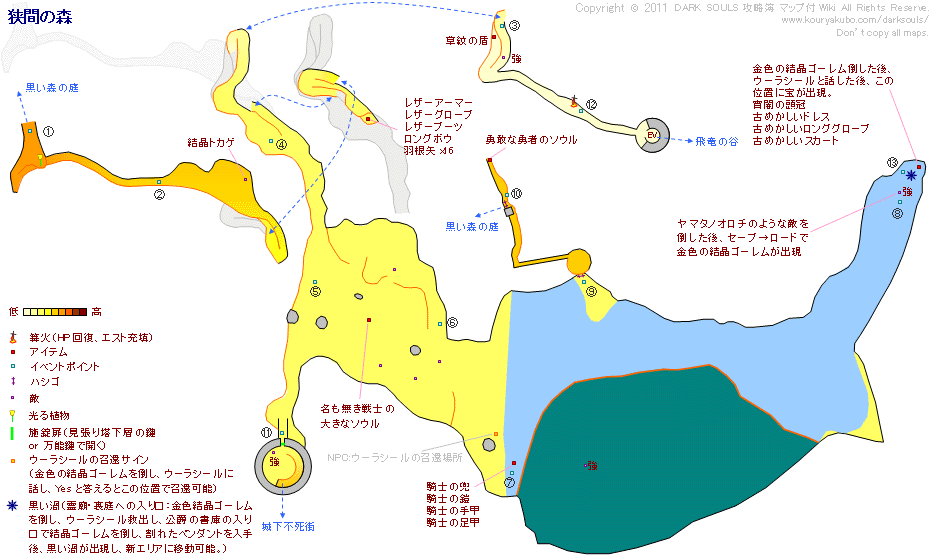 狭間の森
Copyright © 2011 DARK SOULS 攻略簿 マップ付Wiki All Rights Reserve.
www.kouryakubo.com/darksouls/
Don't copy all maps.
黒い森の庭
①
②
結晶トカゲ
④
レザーアーマー
レザーグローブ
レザーブーツ
ロングボウ
羽根矢 x16
草紋の盾
③
強
⑫
EV
飛竜の谷
金色の結晶ゴーレム倒した後、
ウーラシールと話した後、この
位置に宝が出現。
宵闇の頭冠
古めかしいドレス
古めかしいロンググローブ
古めかしいスカート
勇敢な勇者のソウル
⑩
黒い森の庭
⑬
強
⑧
ヤマタノオロチのような敵を
倒した後、セーブ→ロードで
金色の結晶ゴーレムが出現
⑤
⑥
⑨
低
高
篝火(HP回復、エスト充填)
アイテム
イベントポイント
ハシゴ
敵
光る植物
施錠扉(見張り塔下層の鍵
or 万能鍵で開く)
ウーラシールの召還サイン
(金色の結晶ゴーレムを倒し、ウーラシールに
話し、Yesと答えるとこの位置で召還可能)
黒い渦(霊廟・裏庭への入り口:金色結晶ゴーレム
を倒し、ウーラシール救出し、公爵の書庫の入り
口で結晶ゴーレムを倒し、割れたペンダントを入手
後、黒い渦が出現し、新エリアに移動可能。)
名も無き戦士の
大きなソウル
⑪
強
城下不死街
NPC:ウーラシールの召還場所
⑦
強
騎士の兜
騎士の鎧
騎士の手甲
騎士の足甲